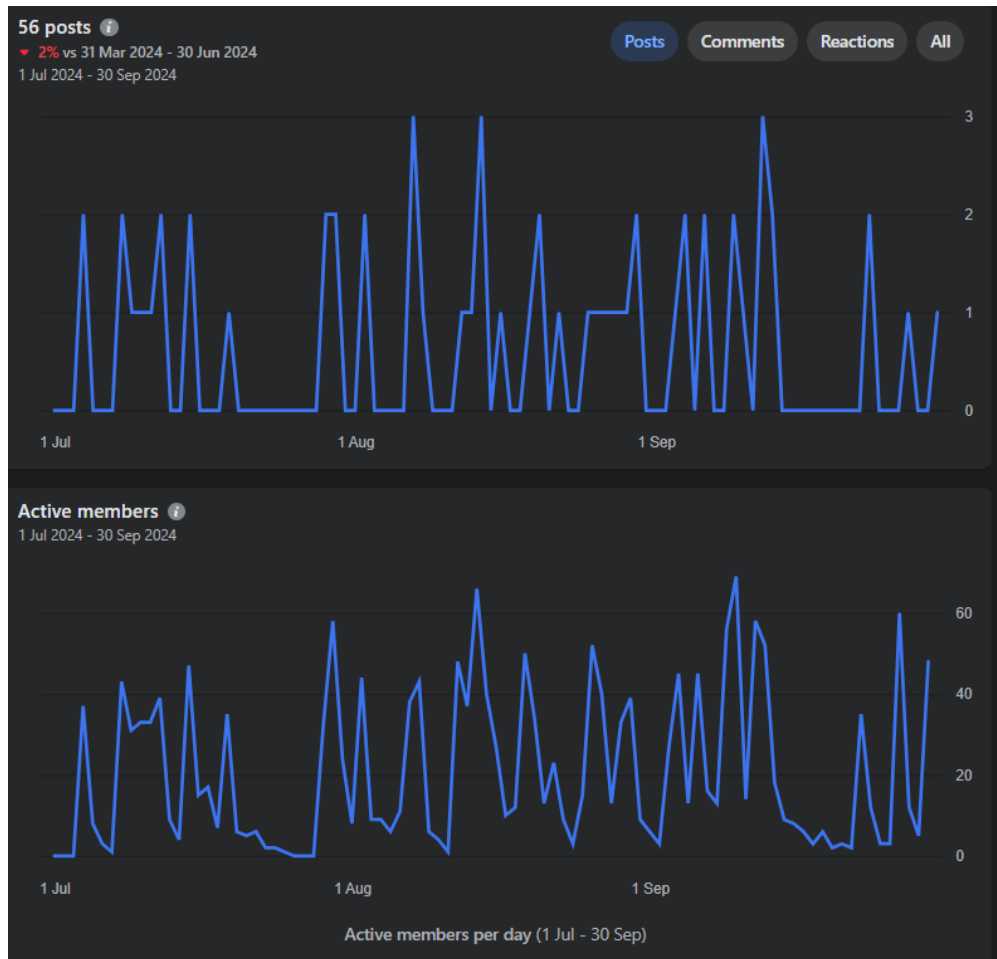 56 posts
2% vs 31 Mar 2024 - 30 Jun 2024
1 Jul 2024 - 30 Sep 2024
Posts Comments Reactions All
3
2
1
0
1 Jul 1 Aug 1 Sep
Active members
1 Jul 2024 - 30 Sep 2024
60
40
20
0
1 Jul 1 Aug 1 Sep
Active members per day (1 Jul - 30 Sep)